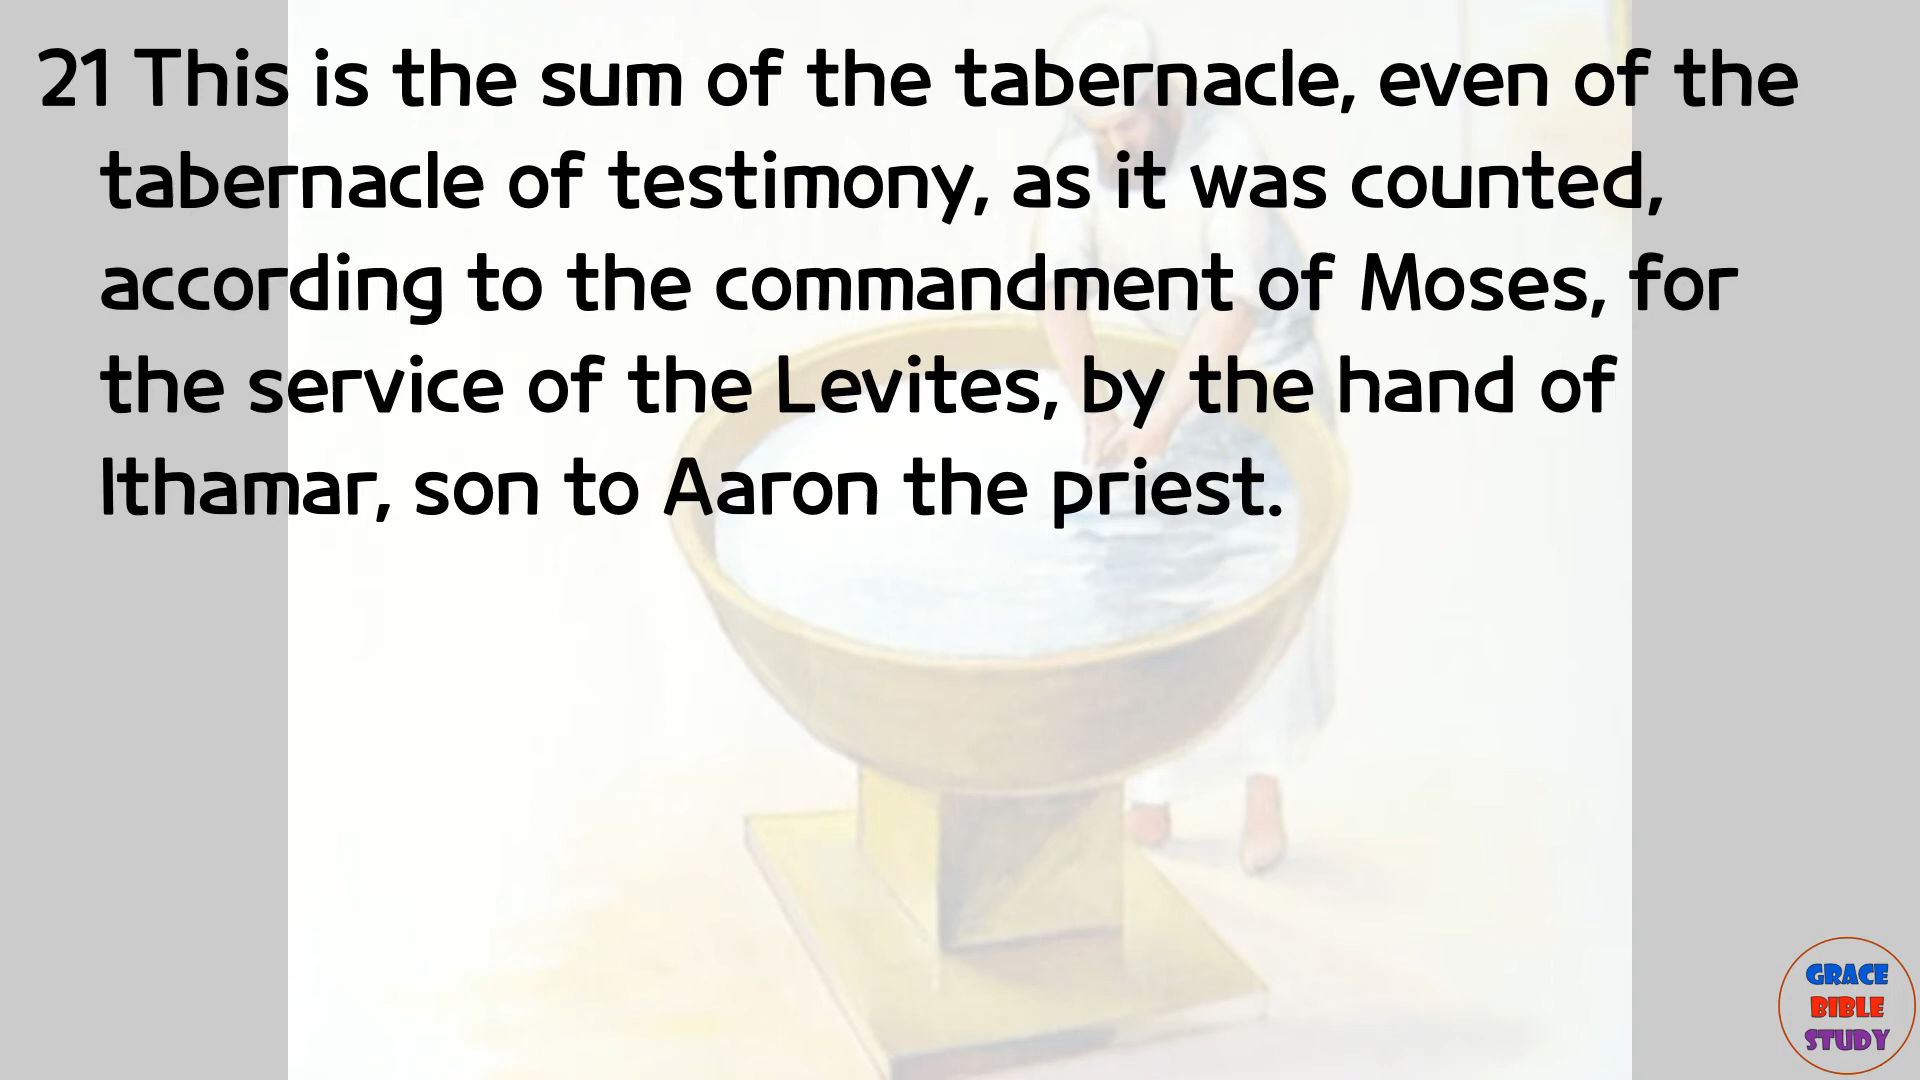 21 This is the sum of the tabernacle, even of the
tabernacle of testimony, as it was counted,
according to the commandment of Moses, for
the service of the Levites, by the hand of
Ithamar, son to Aaron the priest.
GRACE
BIBLE
STUDY